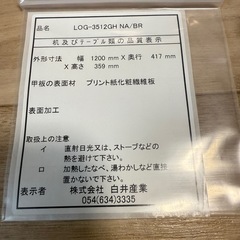 品名 LOG-3512GH NA/BR
机及びテーブル類の品質表示
外形寸法 幅 1200 mm X 奥行 417 mm
X 高さ 359 mm
甲板の表面材 プリント紙化粧繊維板
表面加工
取扱上の注意
イ 直射日光又は、ストーブなどの
熱を避けて下さい。
ロ 加熱したなべ、湯わかしなど直接
置かないで下さい。
表示者 株式会社 白井産業
054(634)3335